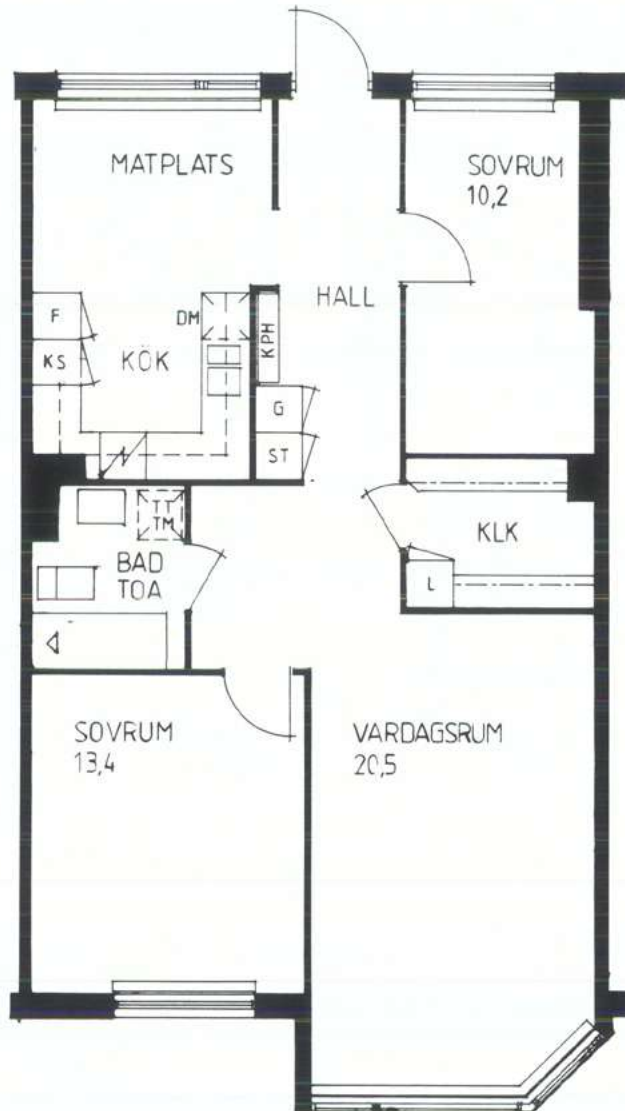 MATPLATS
SOVRUM
10,2
HALL
F
DM
KPH
KS
KÖK
G
ST
TT
TM
KLK
BAD
TOA
L
SOVRUM
13,4
VARDAGSRUM
20,5